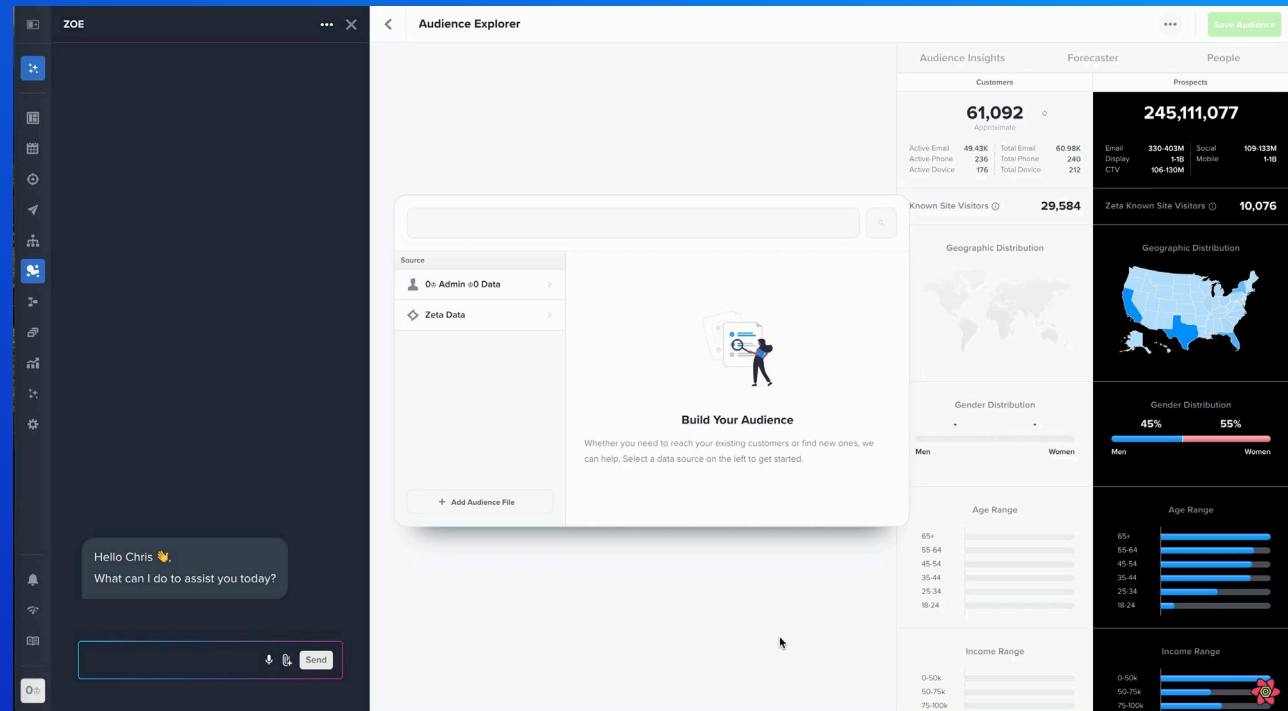 ZOE
Audience Explorer
Save Audience
Audience Insights
Forecaster
People
Customers
Prospects
61,092
Approximate
245,111,077
Active Email 49.43K Total Email 60.98K
Active Phone 236 Total Phone 240
Active Device 176 Total Device 212
Email 330-403M Social 109-133M
Display 1-1B Mobile 1-1B
CTV 106-130M
Known Site Visitors 29,584
Zeta Known Site Visitors 10,076
Source
0 Admin 0 Data
Zeta Data
+ Add Audience File
Build Your Audience
Whether you need to reach your existing customers or find new ones, we
can help. Select a data source on the left to get started.
Geographic Distribution
Geographic Distribution
Gender Distribution
- -
Men Women
Gender Distribution
45% 55%
Men Women
Age Range
65+
55-64
45-54
35-44
25-34
18-24
Age Range
65+
55-64
45-54
35-44
25-34
18-24
Income Range
0-50k
50-75k
75-100k
Income Range
0-50k
50-75k
75-100k
Hello Chris 👋,
What can I do to assist you today?
Send
0